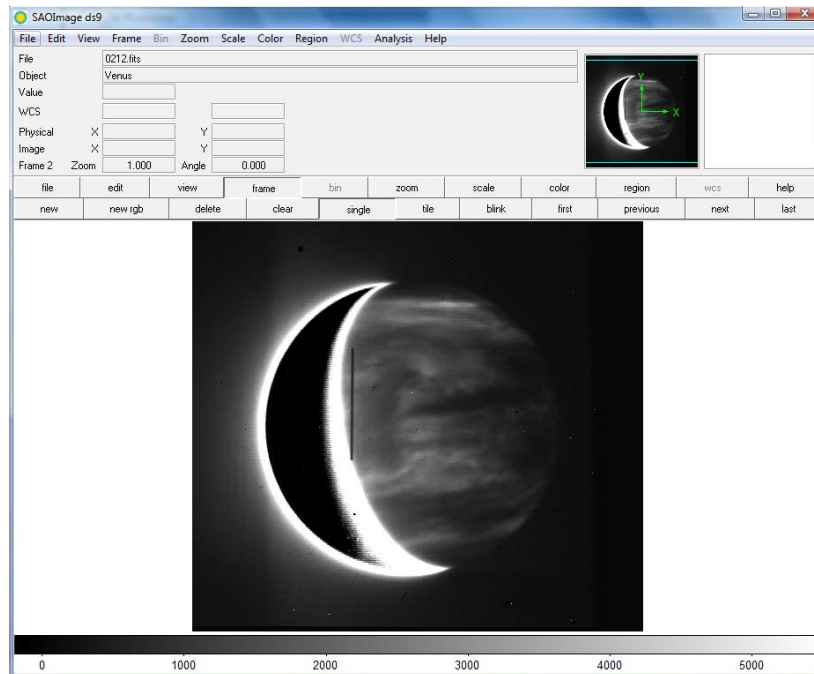 SAOImage ds9
File Edit View Frame Bin Zoom Scale Color Region WCS Analysis Help
File 0212.fits
Object Venus
Value
WCS
Physical X Y
Image X Y
Frame 2 Zoom 1.000 Angle 0.000
Y
X
file edit view frame bin zoom scale color region wcs help
new new rgb delete clear single tile blink first previous next last
0 1000 2000 3000 4000 5000